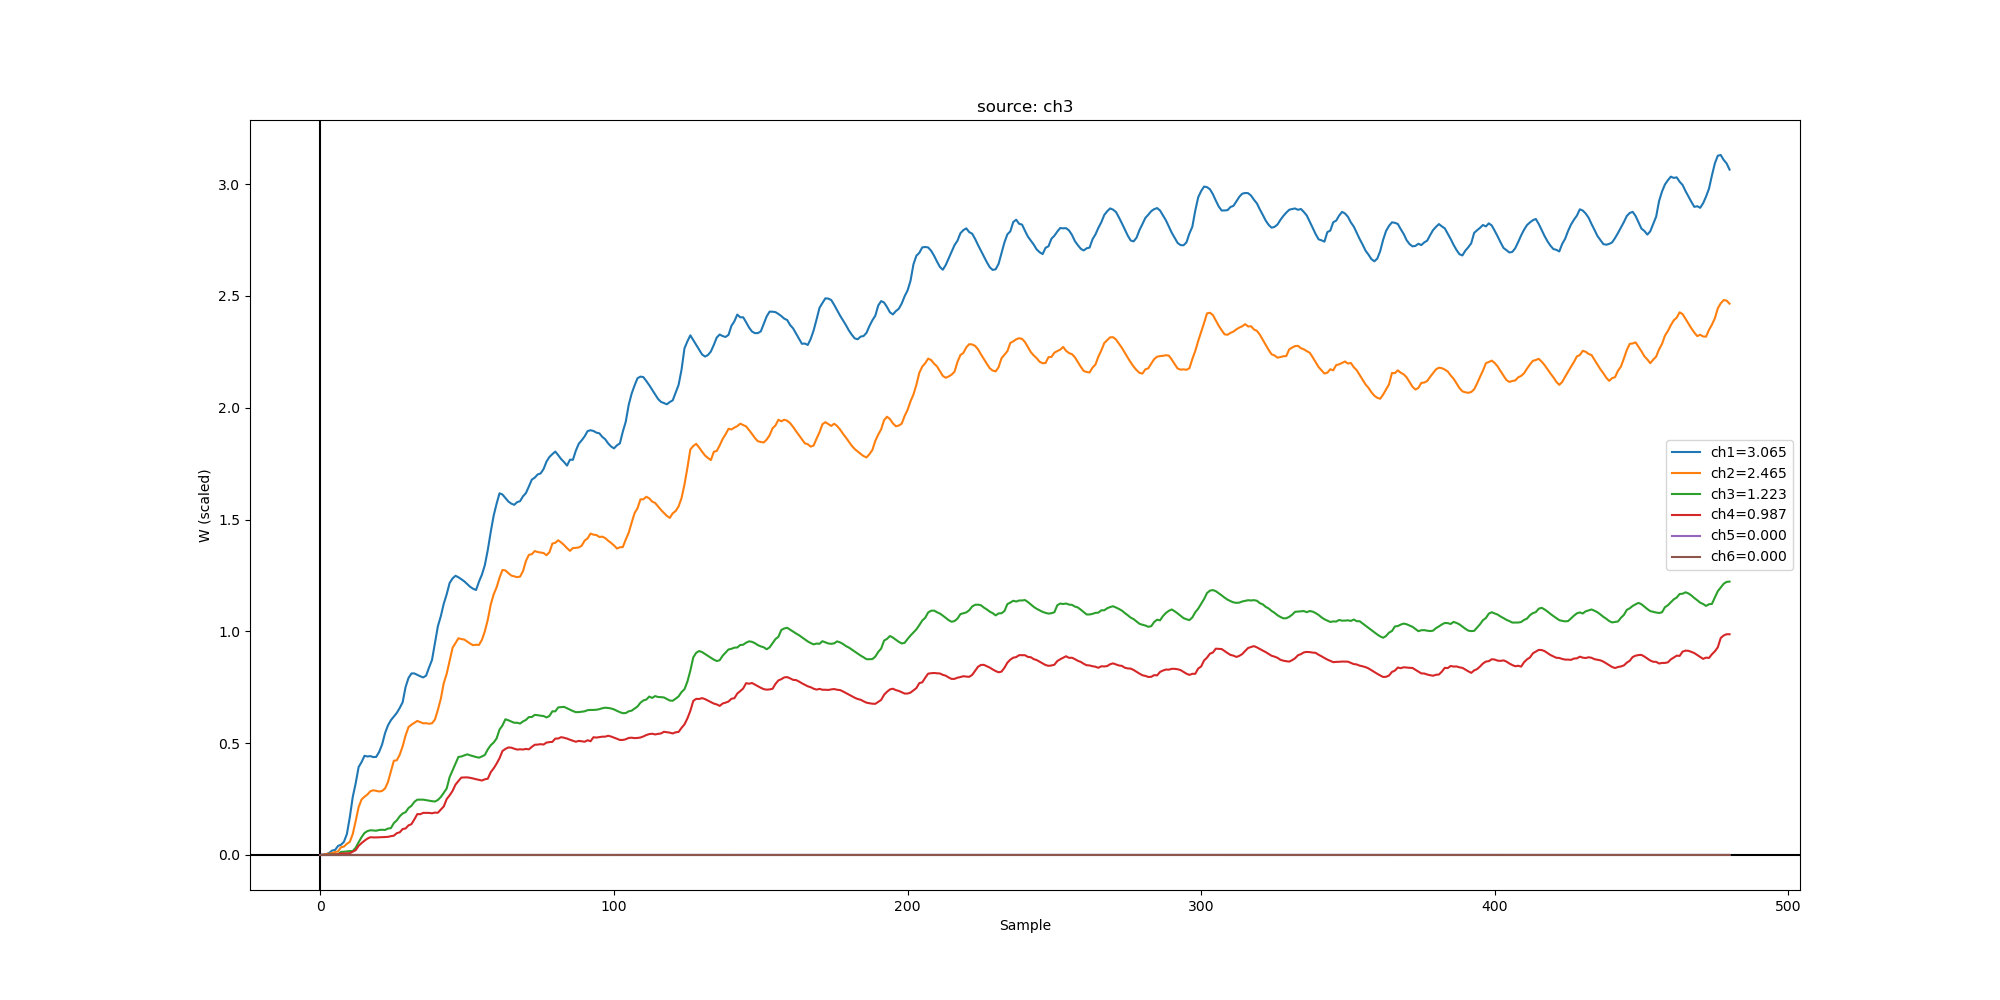 source: ch3
W (scaled)
3.0
2.5
2.0
1.5
1.0
0.5
0.0
ch1=3.065
ch2=2.465
ch3=1.223
ch4=0.987
ch5=0.000
ch6=0.000
0 100 200 300 400 500
Sample